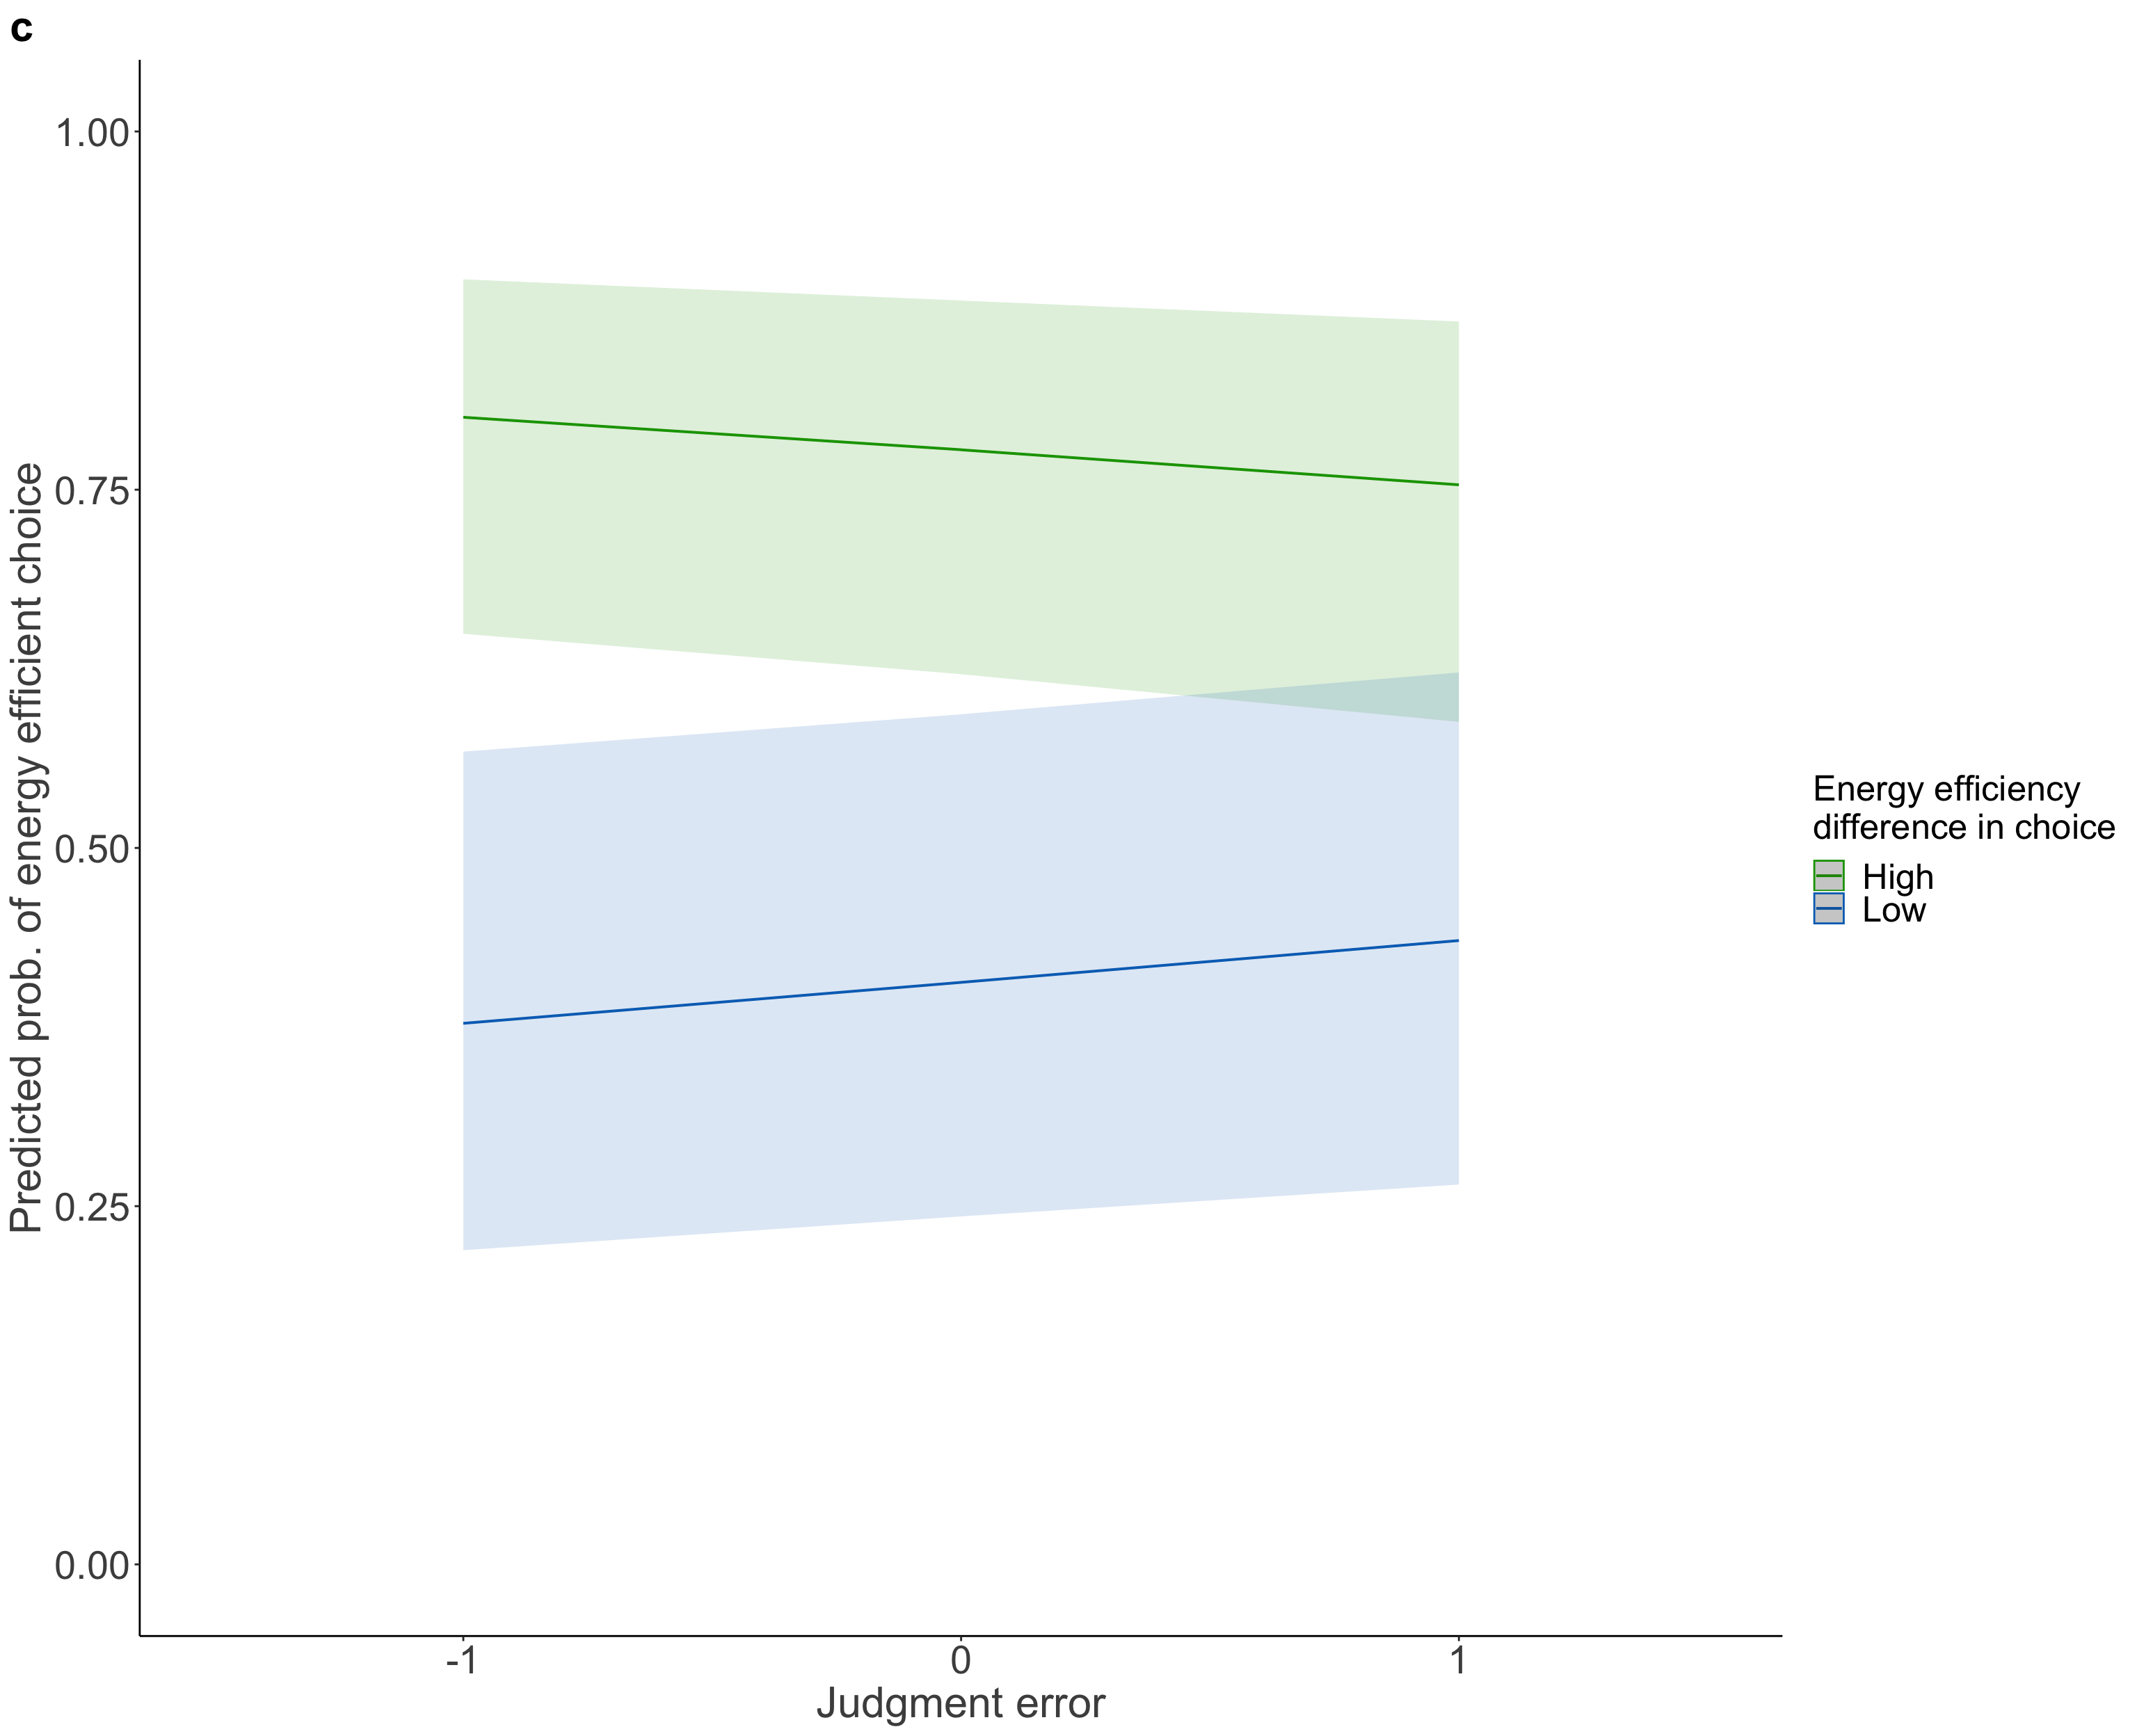 c
Predicted prob. of energy efficient choice
1.00
0.75
0.50
0.25
0.00
-1
0
1
Judgment error
Energy efficiency
difference in choice
High
Low